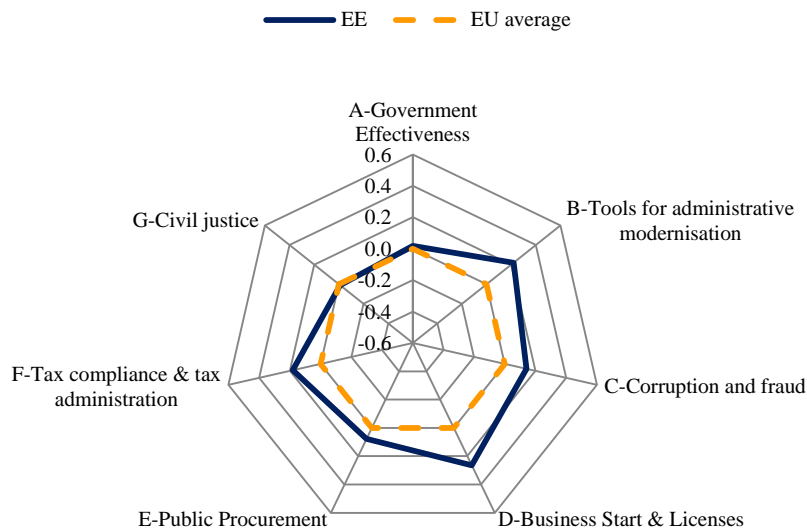 EE EU average
A-Government
Effectiveness
0.6
0.4
0.2
0.0
-0.2
-0.4
-0.6
B-Tools for administrative
modernisation
C-Corruption and fraud
D-Business Start & Licenses
E-Public Procurement
F-Tax compliance & tax
administration
G-Civil justice